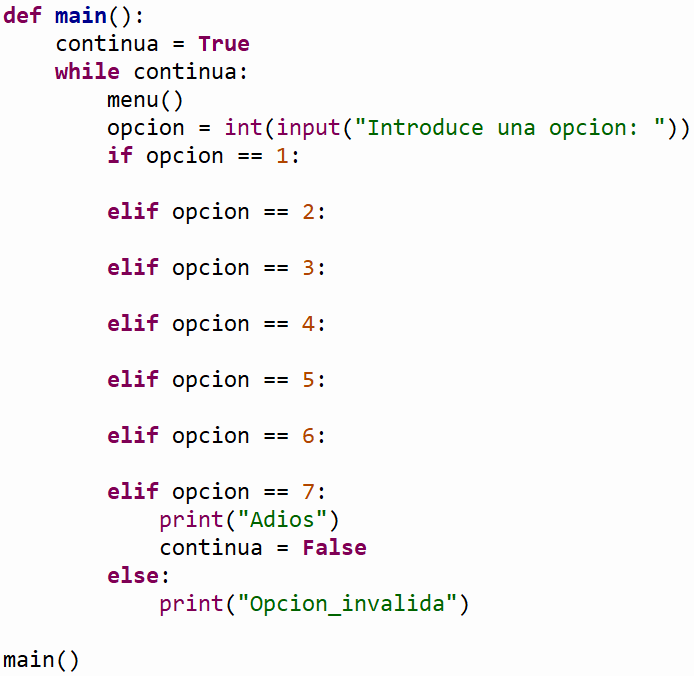 def main():
    continua = True
    while continua:
        menu()
        opcion = int(input("Introduce una opcion: "))
        if opcion == 1:
        elif opcion == 2:
        elif opcion == 3:
        elif opcion == 4:
        elif opcion == 5:
        elif opcion == 6:
        elif opcion == 7:
            print("Adios")
            continua = False
        else:
            print("Opcion_invalida")
main()